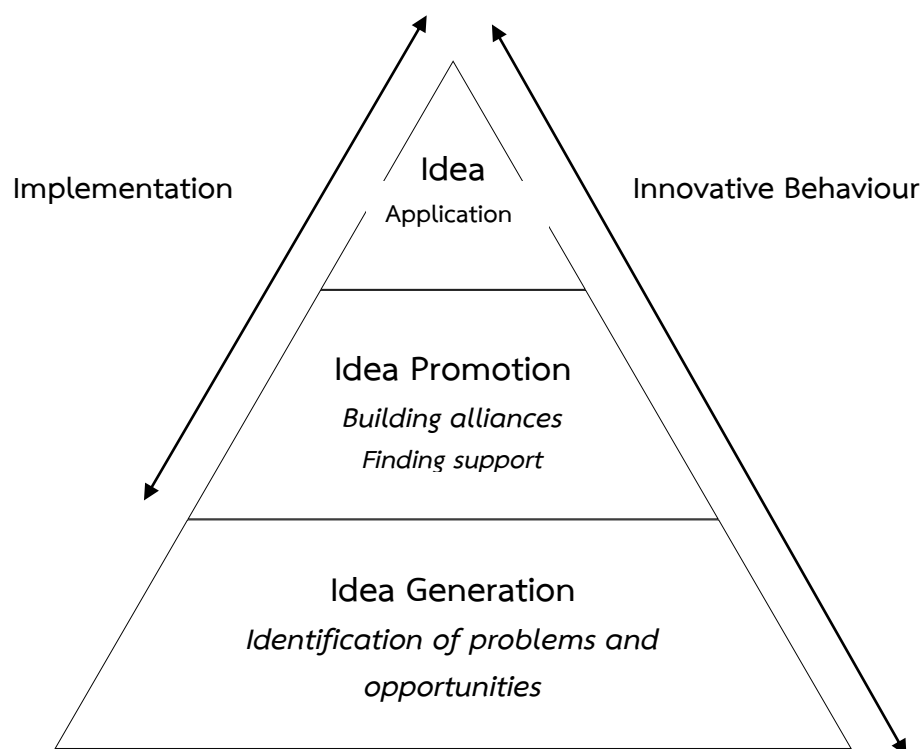 Idea
Implementation
Innovative Behaviour
Application
Idea Promotion
Building alliances
Finding support
Idea Generation
Identification of problems and
opportunities